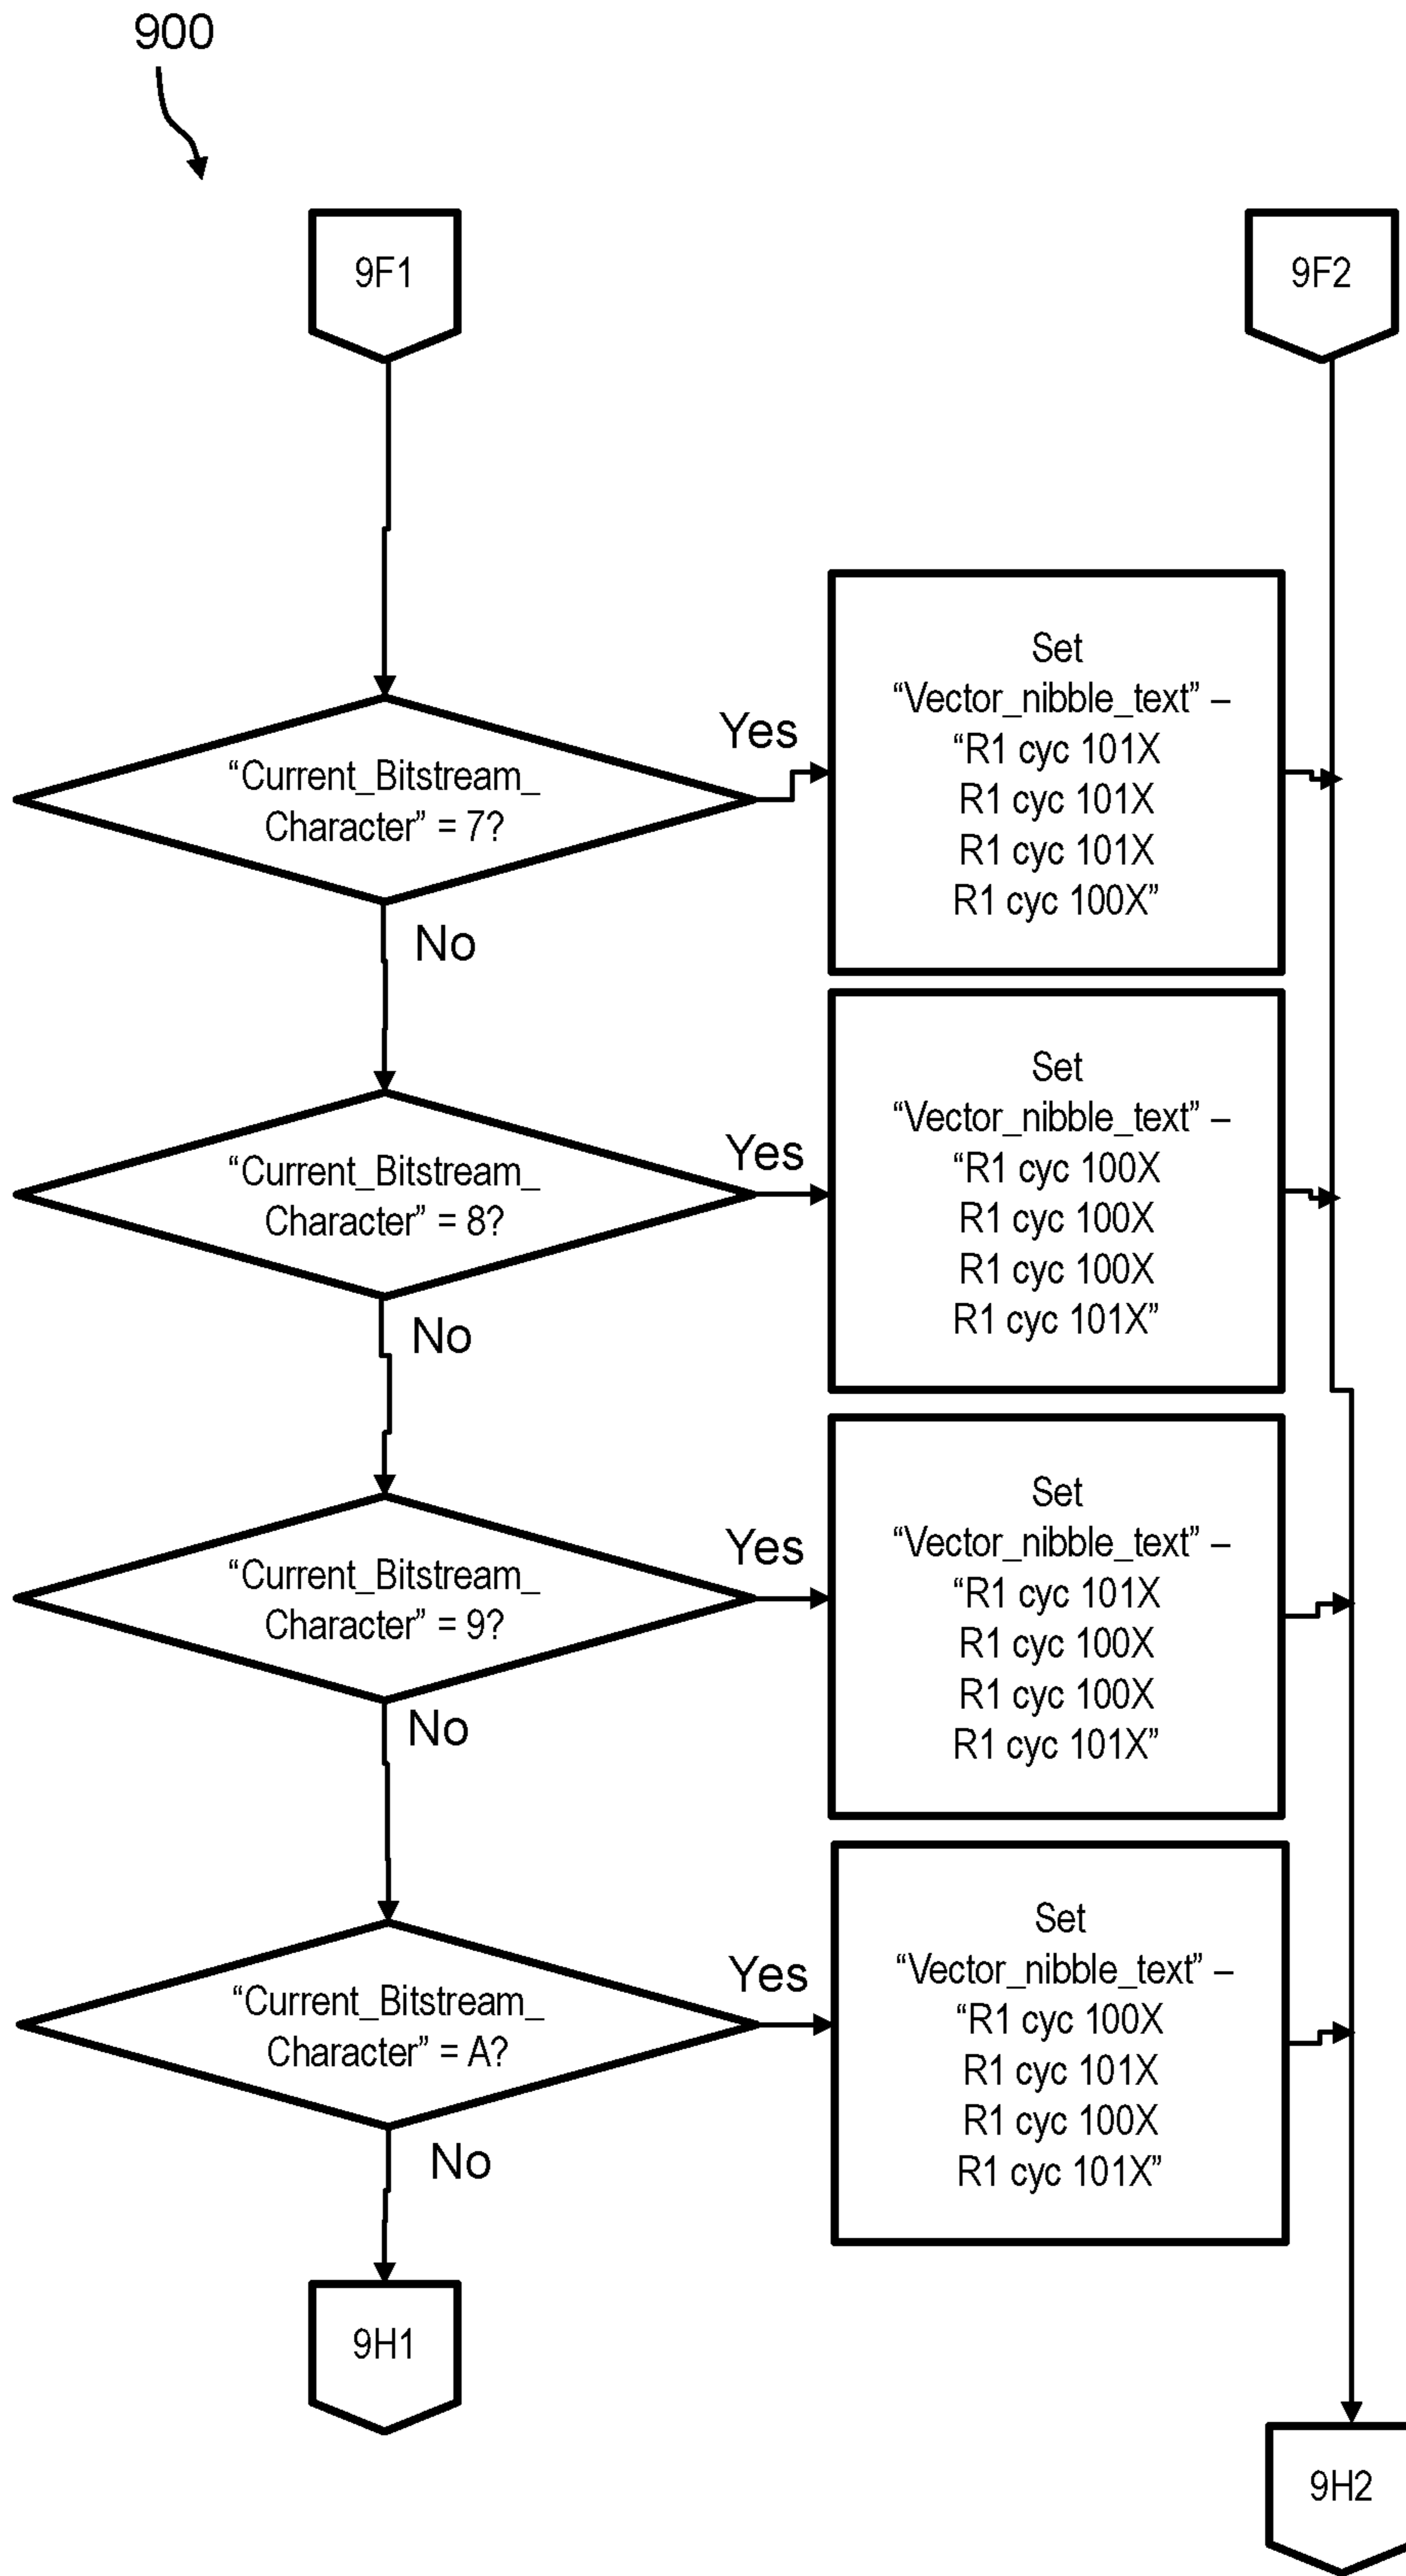 900
9F1
9F2
“Current_Bitstream_
Character” = 7?
Yes
Set
“Vector_nibble_text” –
“R1 cyc 101X
R1 cyc 101X
R1 cyc 101X
R1 cyc 100X”
No
“Current_Bitstream_
Character” = 8?
Yes
Set
“Vector_nibble_text” –
“R1 cyc 100X
R1 cyc 100X
R1 cyc 100X
R1 cyc 101X”
No
“Current_Bitstream_
Character” = 9?
Yes
Set
“Vector_nibble_text” –
“R1 cyc 101X
R1 cyc 100X
R1 cyc 100X
R1 cyc 101X”
No
“Current_Bitstream_
Character” = A?
Yes
Set
“Vector_nibble_text” –
“R1 cyc 100X
R1 cyc 101X
R1 cyc 100X
R1 cyc 101X”
No
9H1
9H2